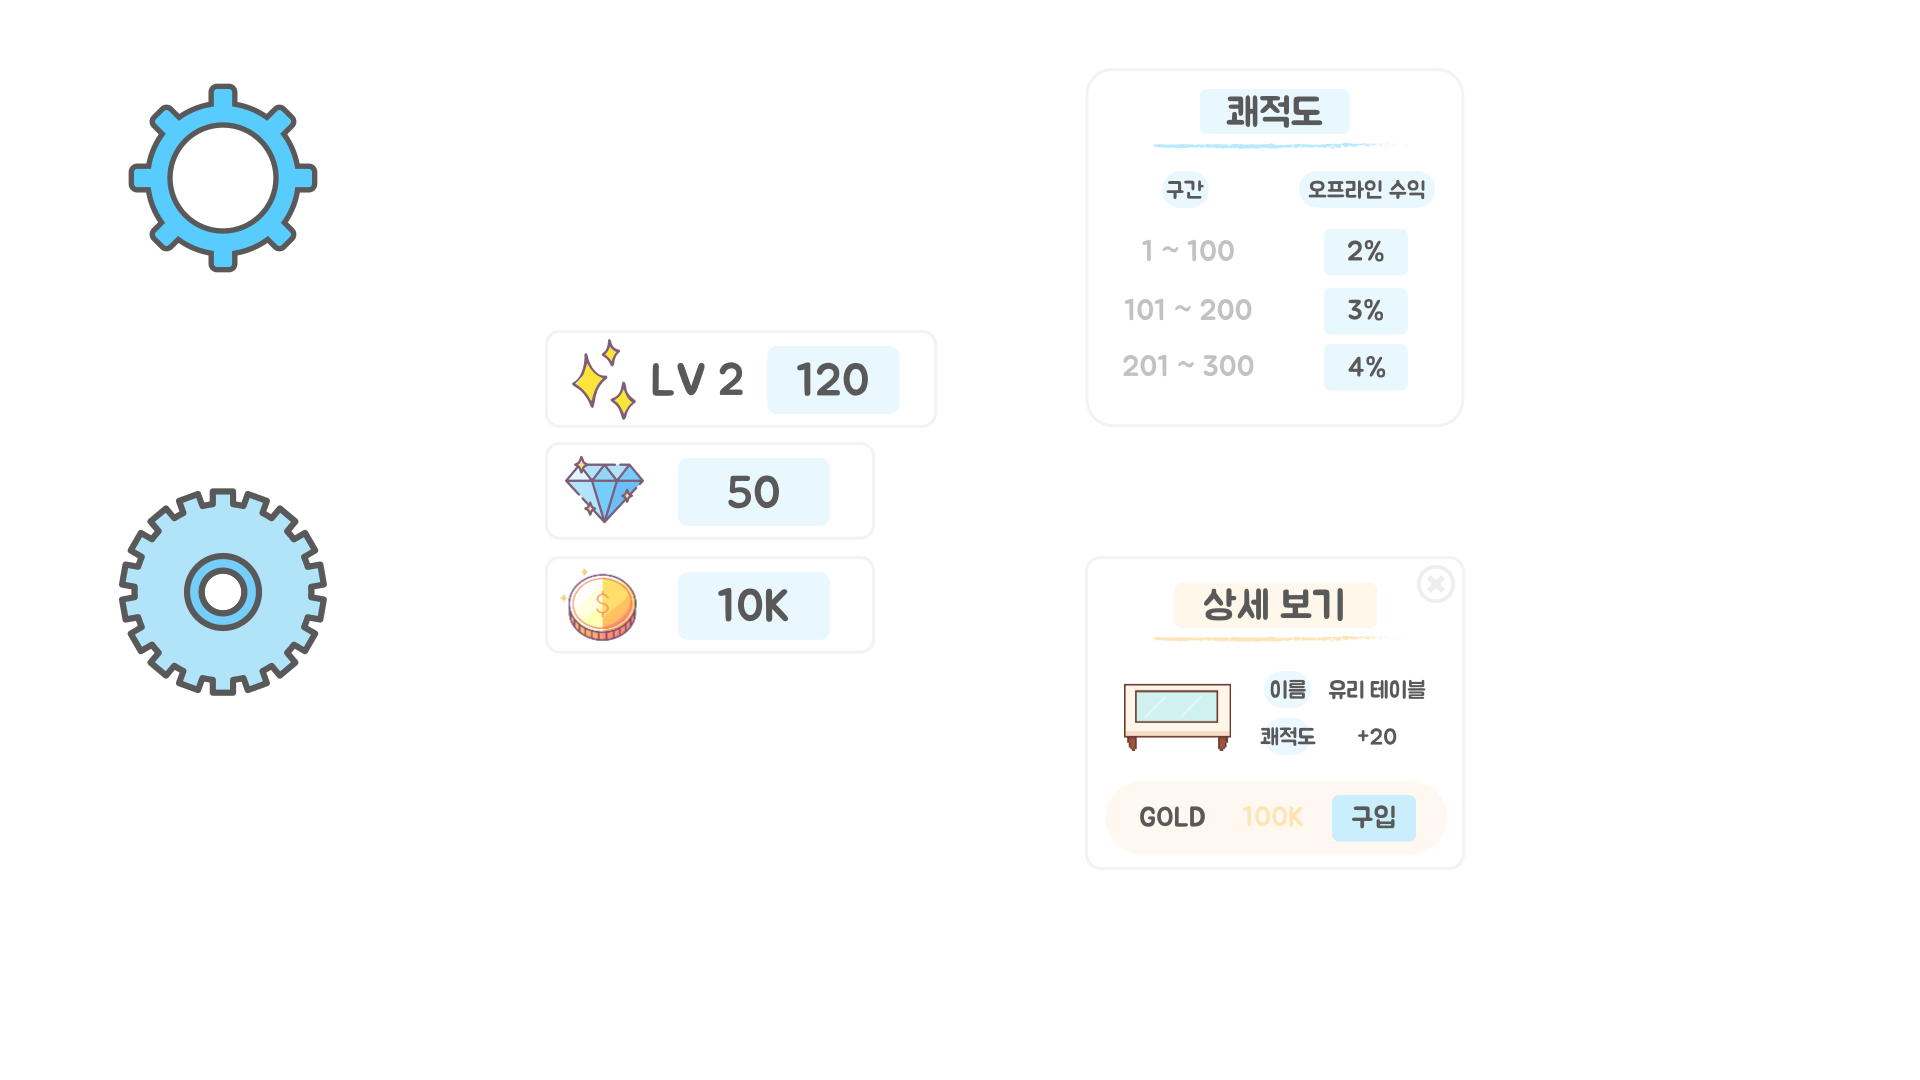 LV 2 120
50
10K
쾌적도
구간 오프라인 수익
1 ~ 100 2%
101 ~ 200 3%
201 ~ 300 4%
상세 보기
이름 유리 테이블
쾌적도 +20
GOLD 100K 구입